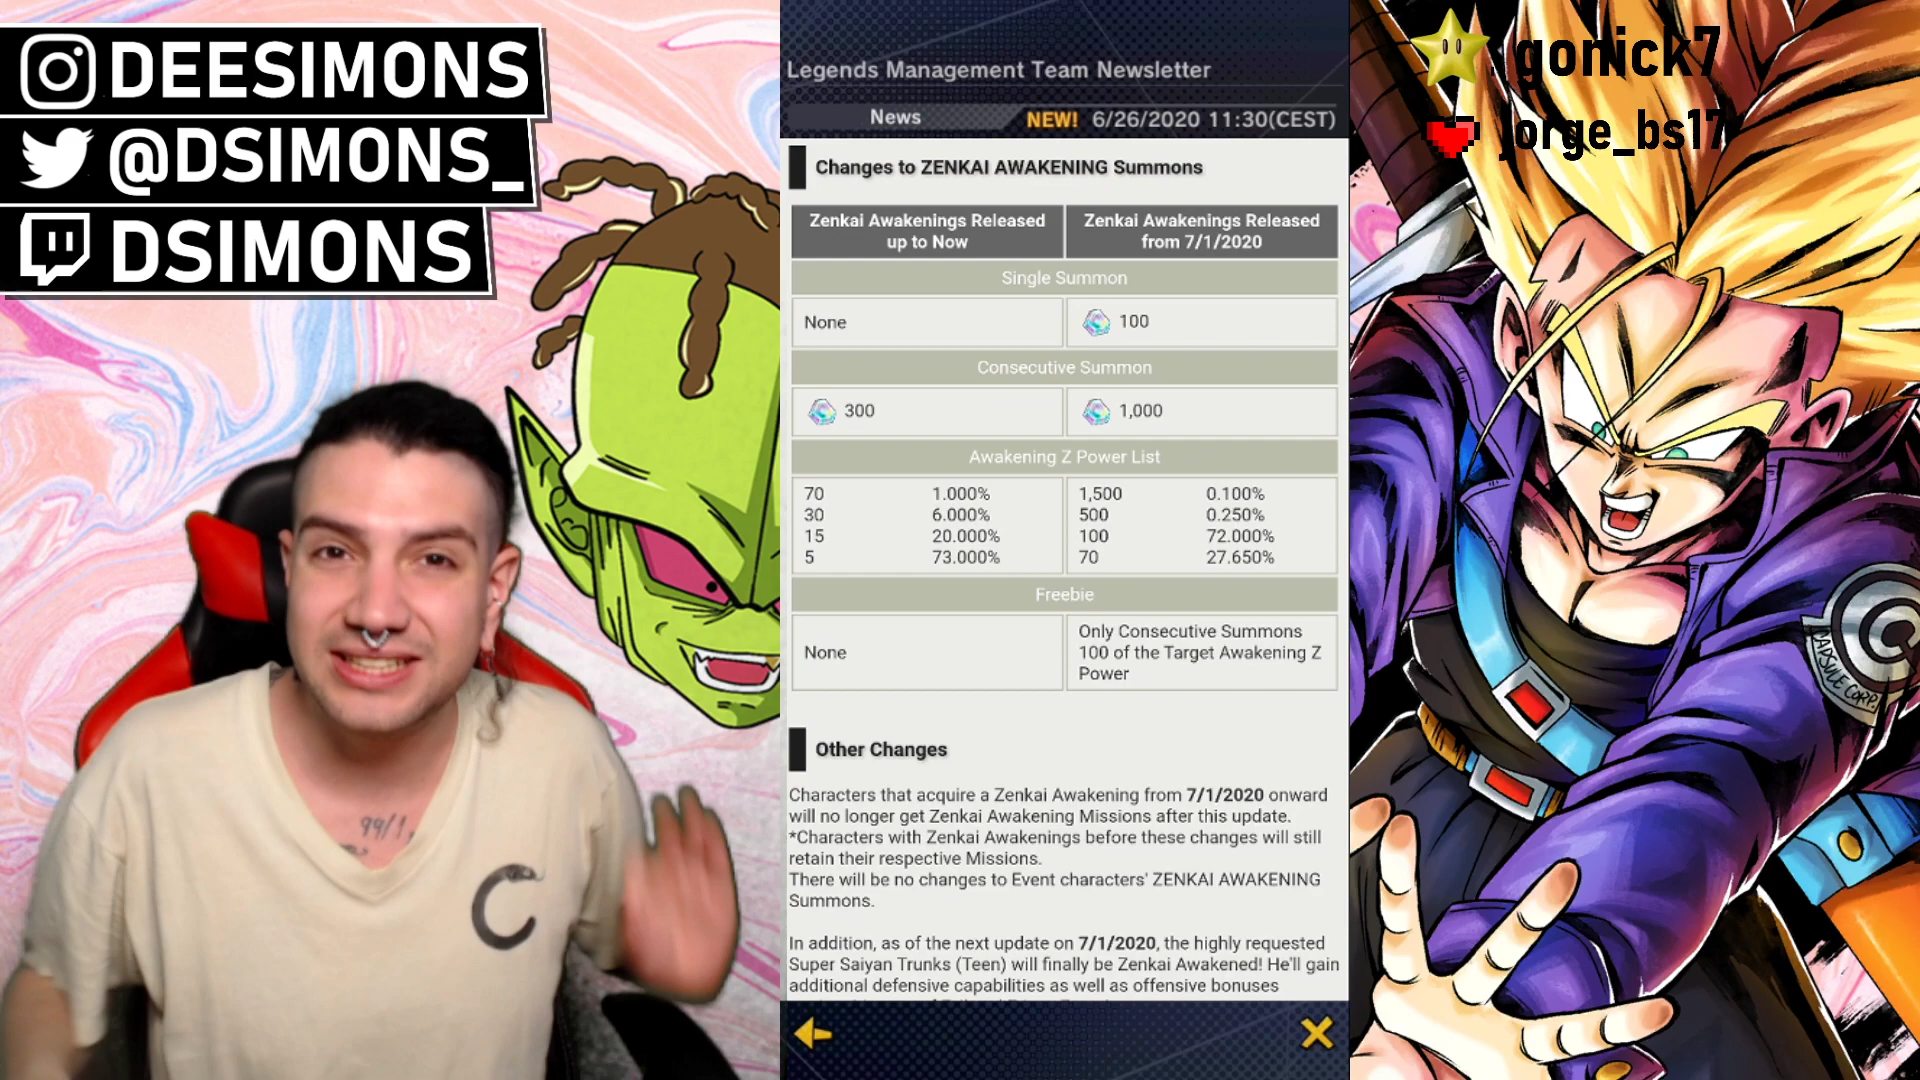 DEESIMONS
@DSIMONS_
DSIMONS
Legends Management Team Newsletter
News NEW! 6/26/2020 11:30(CEST)
Changes to ZENKAI AWAKENING Summons
Zenkai Awakenings Released up to Now
Zenkai Awakenings Released from 7/1/2020
Single Summon
None 100
Consecutive Summon
300 1,000
Awakening Z Power List
70 1.000% 1,500 0.100%
30 6.000% 500 0.250%
15 20.000% 100 72.000%
5 73.000% 70 27.650%
Freebie
None
Only Consecutive Summons
100 of the Target Awakening Z
Power
Other Changes
Characters that acquire a Zenkai Awakening from 7/1/2020 onward
will no longer get Zenkai Awakening Missions after this update.
*Characters with Zenkai Awakenings before these changes will still
retain their respective Missions.
There will be no changes to Event characters' ZENKAI AWAKENING
Summons.
In addition, as of the next update on 7/1/2020, the highly requested
Super Saiyan Trunks (Teen) will finally be Zenkai Awakened! He'll gain
additional defensive capabilities as well as offensive bonuses
jorge_bs17
CAPSULE CORP.